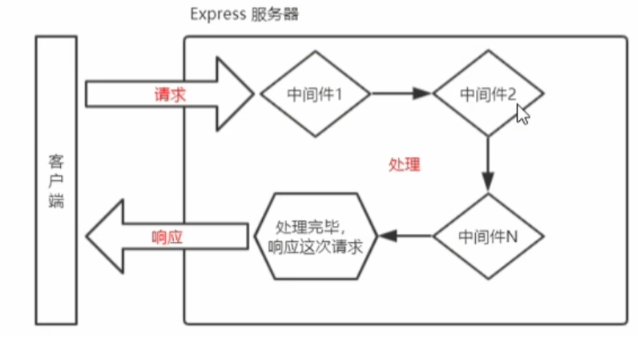 Express 服务器
请求
中间件1
中间件2
客
户
端
处理
响应
处理完毕，
响应这次请求
中间件N